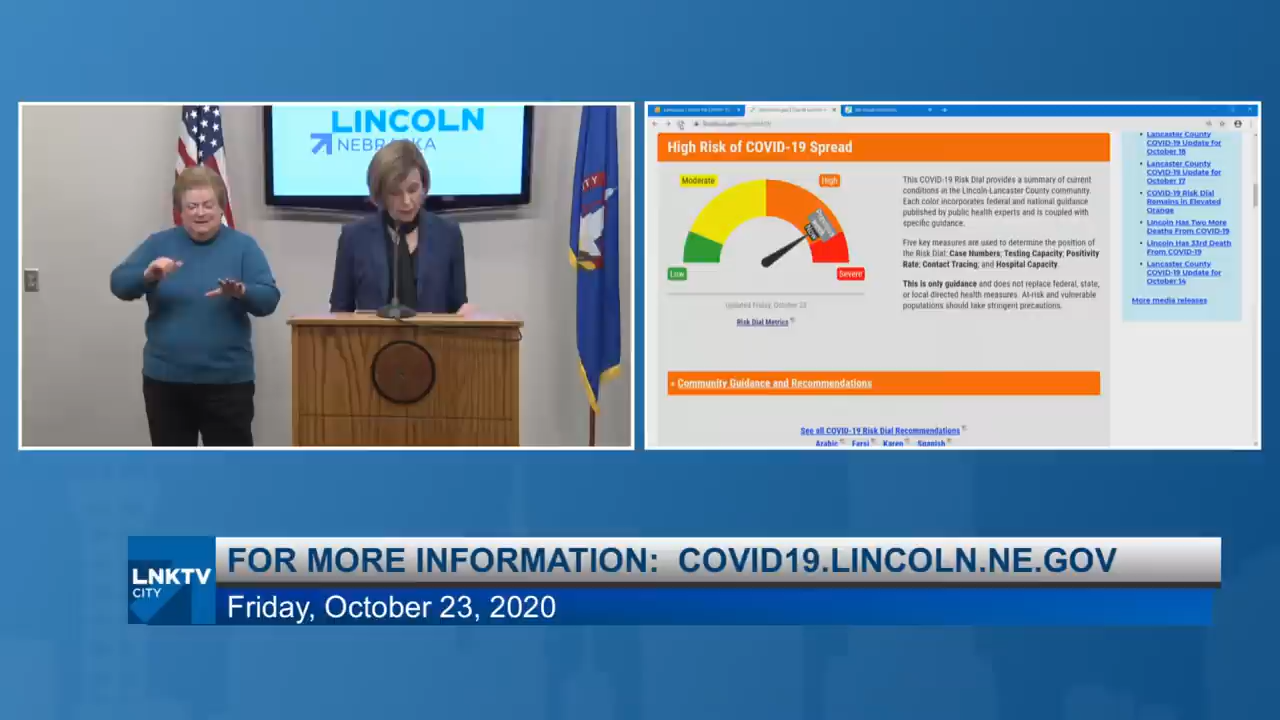 LINCOLN
NEBRASKA
High Risk of COVID-19 Spread
Moderate
High
Low
Severe
Updated Friday, October 23
Risk Dial Metrics
This COVID-19 Risk Dial provides a summary of current
conditions in the Lincoln-Lancaster County community.
Each color incorporates federal and national guidance
published by public health experts and is coupled with
specific guidance.
Five key measures are used to determine the position of
the Risk Dial: Case Numbers; Testing Capacity; Positivity
Rate; Contact Tracing; and Hospital Capacity.
This is only guidance and does not replace federal, state,
or local directed health measures. At-risk and vulnerable
populations should take stringent precautions.
» Community Guidance and Recommendations
See all COVID-19 Risk Dial Recommendations
Arabic Farsi Karen Spanish
Lancaster County
COVID-19 Update for
October 18
Lancaster County
COVID-19 Update for
October 17
COVID-19 Risk Dial
Remains in Elevated
Orange
Lincoln Has Two More
Deaths From COVID-19
Lincoln Has 33rd Death
From COVID-19
Lancaster County
COVID-19 Update for
October 14
More media releases
LNKTV
CITY
FOR MORE INFORMATION: COVID19.LINCOLN.NE.GOV
Friday, October 23, 2020